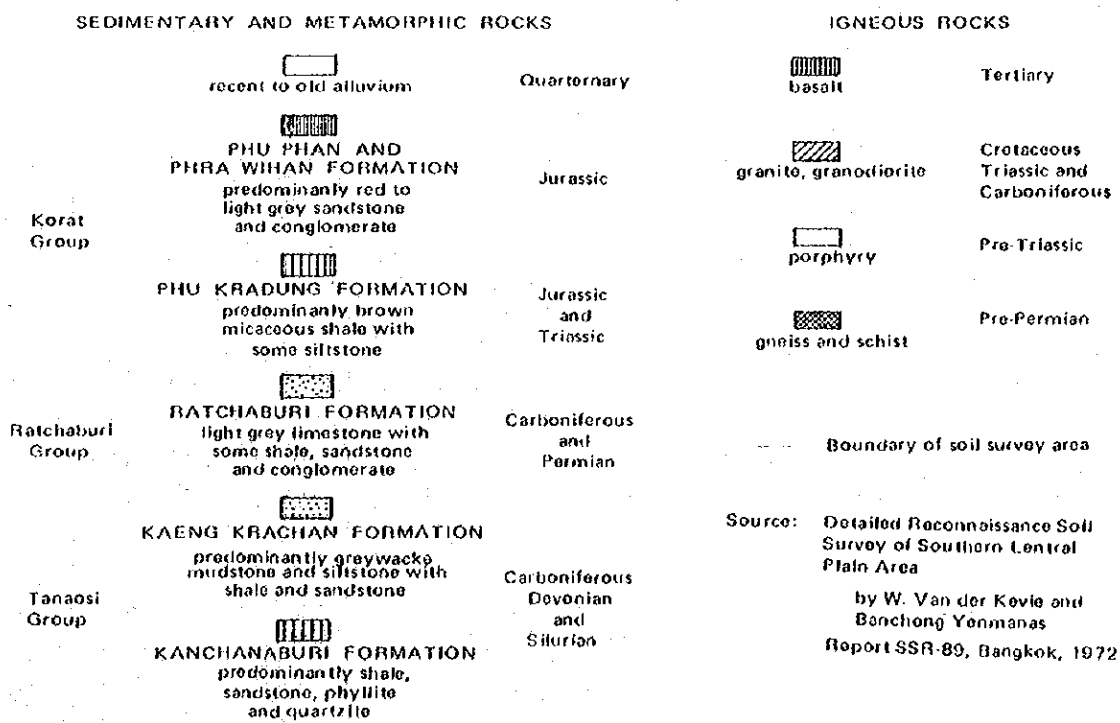 SEDIMENTARY AND METAMORPHIC ROCKS
recent to old alluvium
Quarternary
Korat
Group
PHU PHAN AND
PHRA WIHAN FORMATION
predominantly red to
light grey sandstone
and conglomerate
Jurassic
PHU KRADUNG FORMATION
predominantly brown
micaceous shale with
some siltstone
Jurassic
and
Triassic
Ratchaburi
Group
RATCHABURI FORMATION
light grey limestone with
some shale, sandstone
and conglomerate
Carboniferous
and
Permian
Tanaosi
Group
KAENG KRACHAN FORMATION
predominantly greywacke
mudstone and siltstone with
shale and sandstone
KANCHANABURI FORMATION
predominantly shale,
sandstone, phyllite
and quartzite
Carboniferous
Devonian
and
Silurian
IGNEOUS ROCKS
basalt
Tertiary
granite, granodiorite
Cretaceous
Triassic and
Carboniferous
porphyry
Pre-Triassic
gneiss and schist
Pre-Permian
Boundary of soil survey area
Source: Detailed Reconnaissance Soil
Survey of Southern Central
Plain Area
by W. Van der Kevie and
Banchong Yenmanas
Report SSR-89, Bangkok, 1972